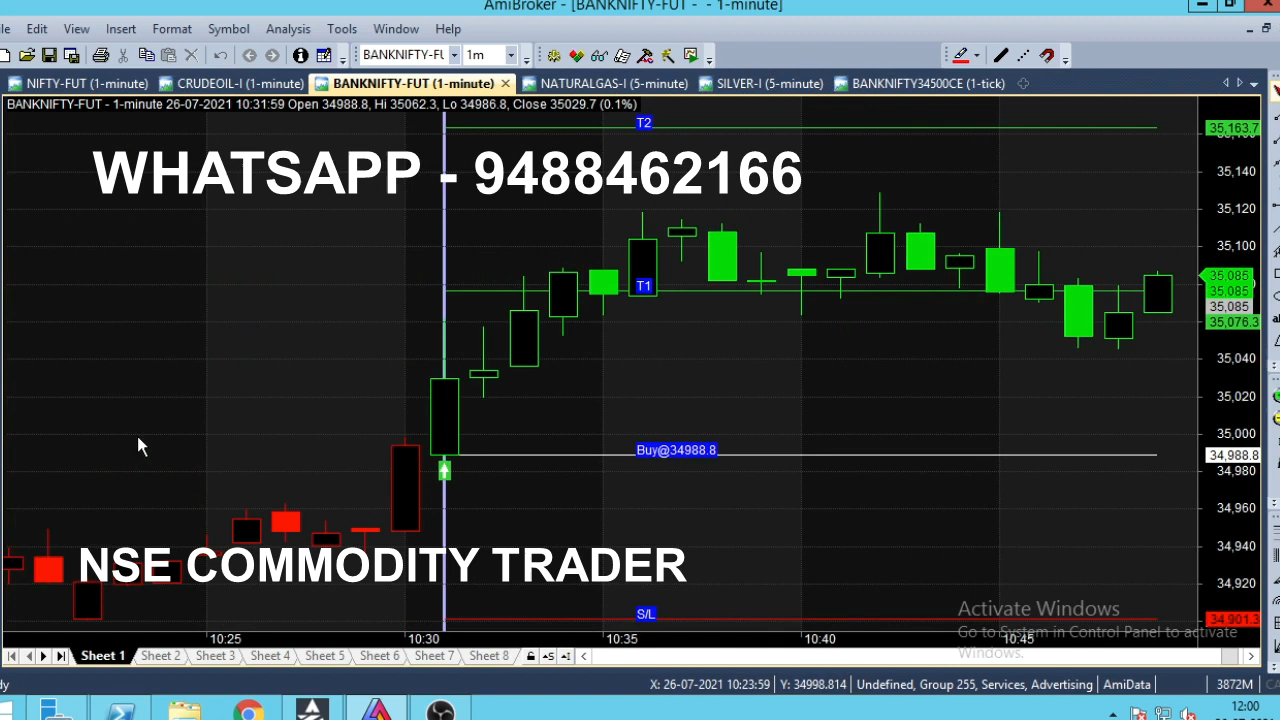 AmiBroker - [BANKNIFTY-FUT - - 1-minute]
Edit View Insert Format Symbol Analysis Tools Window Help
BANKNIFTY-FU 1m
NIFTY-FUT (1-minute) CRUDEOIL-I (1-minute) BANKNIFTY-FUT (1-minute) NATURALGAS-I (5-minute) SILVER-I (5-minute) BANKNIFTY34500CE (1-tick)
BANKNIFTY-FUT - 1-minute 26-07-2021 10:31:59 Open 34988.8, Hi 35062.3, Lo 34986.8, Close 35029.7 (0.1%)
T2
35,163.7
WHATSAPP - 9488462166
35,140
35,120
35,100
T1
35,085
35,085
35,085
35,076.3
35,040
35,020
35,000
Buy@34988.8
34,988.8
34,980
34,960
34,940
NSE COMMODITY TRADER
34,920
S/L
34,901.3
Activate Windows
Go to System in Control Panel to activate
Windows.
10:25 10:30 10:35 10:40 10:45
Sheet 1 Sheet 2 Sheet 3 Sheet 4 Sheet 5 Sheet 6 Sheet 7 Sheet 8
X: 26-07-2021 10:23:59 Y: 34998.814 Undefined, Group 255, Services, Advertising AmiData 3872M
12:00